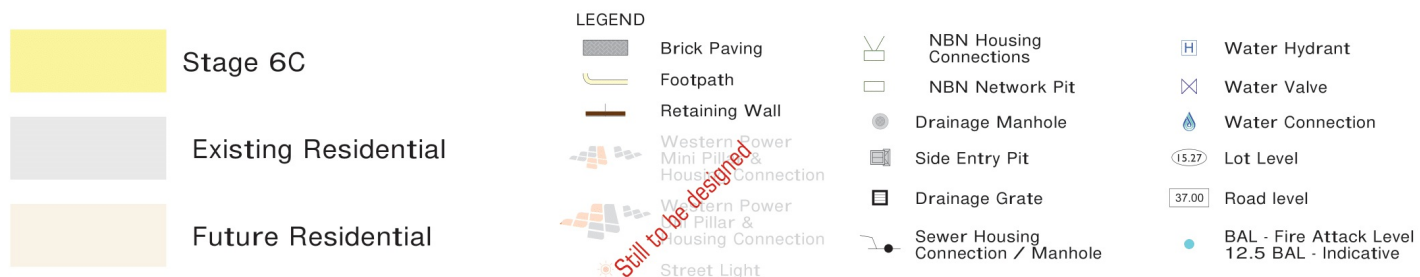 Stage 6C
Existing Residential
Future Residential
LEGEND
Brick Paving
Footpath
Retaining Wall
Western Power
Mini Pillar &
Housing Connection
Western Power
Pillar &
Housing Connection
Street Light
Still to be designed
NBN Housing
Connections
NBN Network Pit
Drainage Manhole
Side Entry Pit
Drainage Grate
Sewer Housing
Connection / Manhole
H
Water Hydrant
Water Valve
Water Connection
15.27
Lot Level
37.00
Road level
BAL - Fire Attack Level
12.5 BAL - Indicative